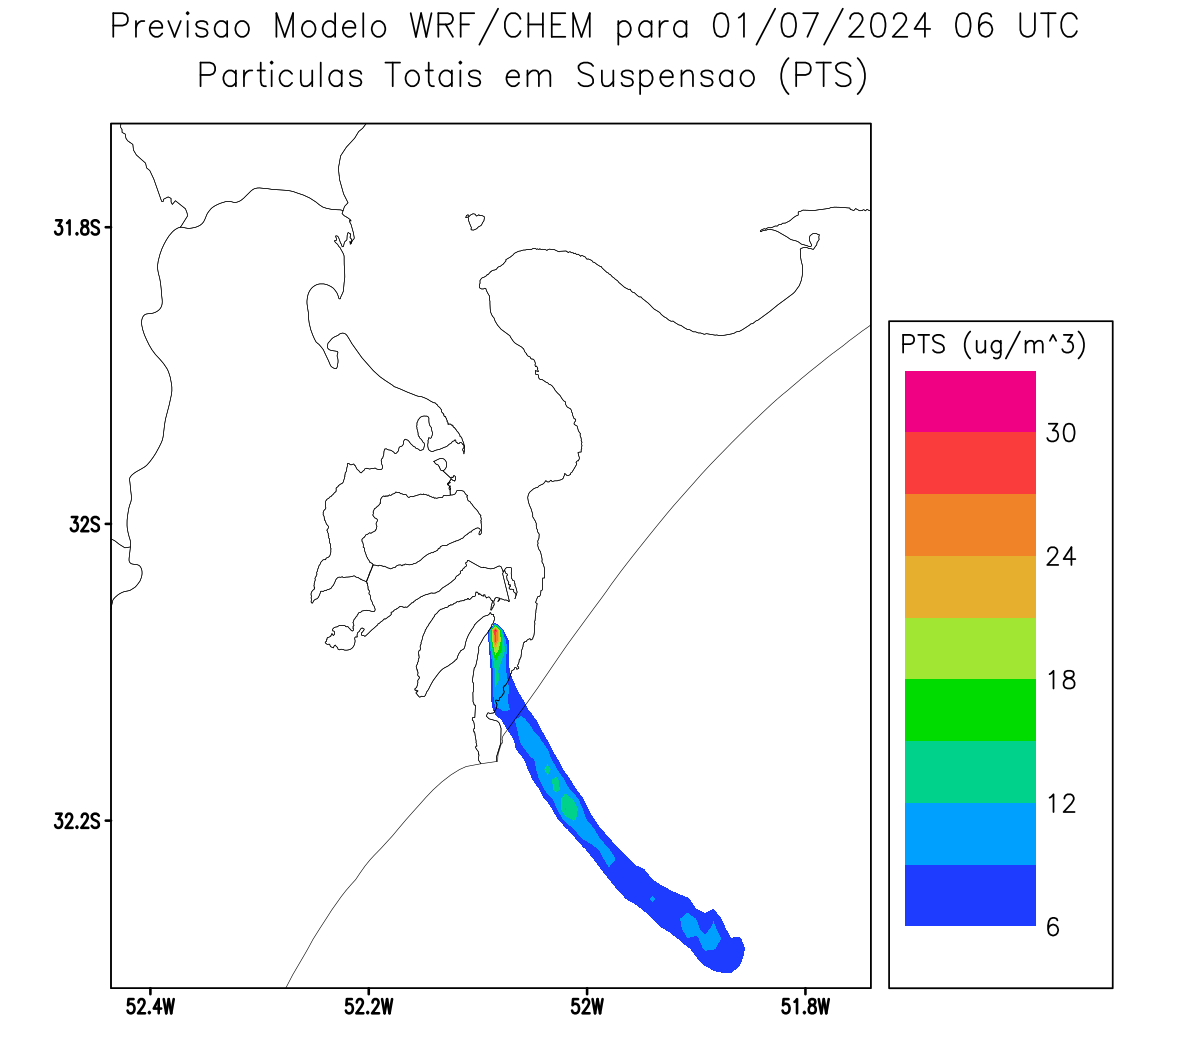 Previsao Modelo WRF/CHEM para 01/07/2024 06 UTC
Particulas Totais em Suspensao (PTS)
31.8S
32S
32.2S
52.4W 52.2W 52W 51.8W
PTS (ug/m^3)
30
24
18
12
6